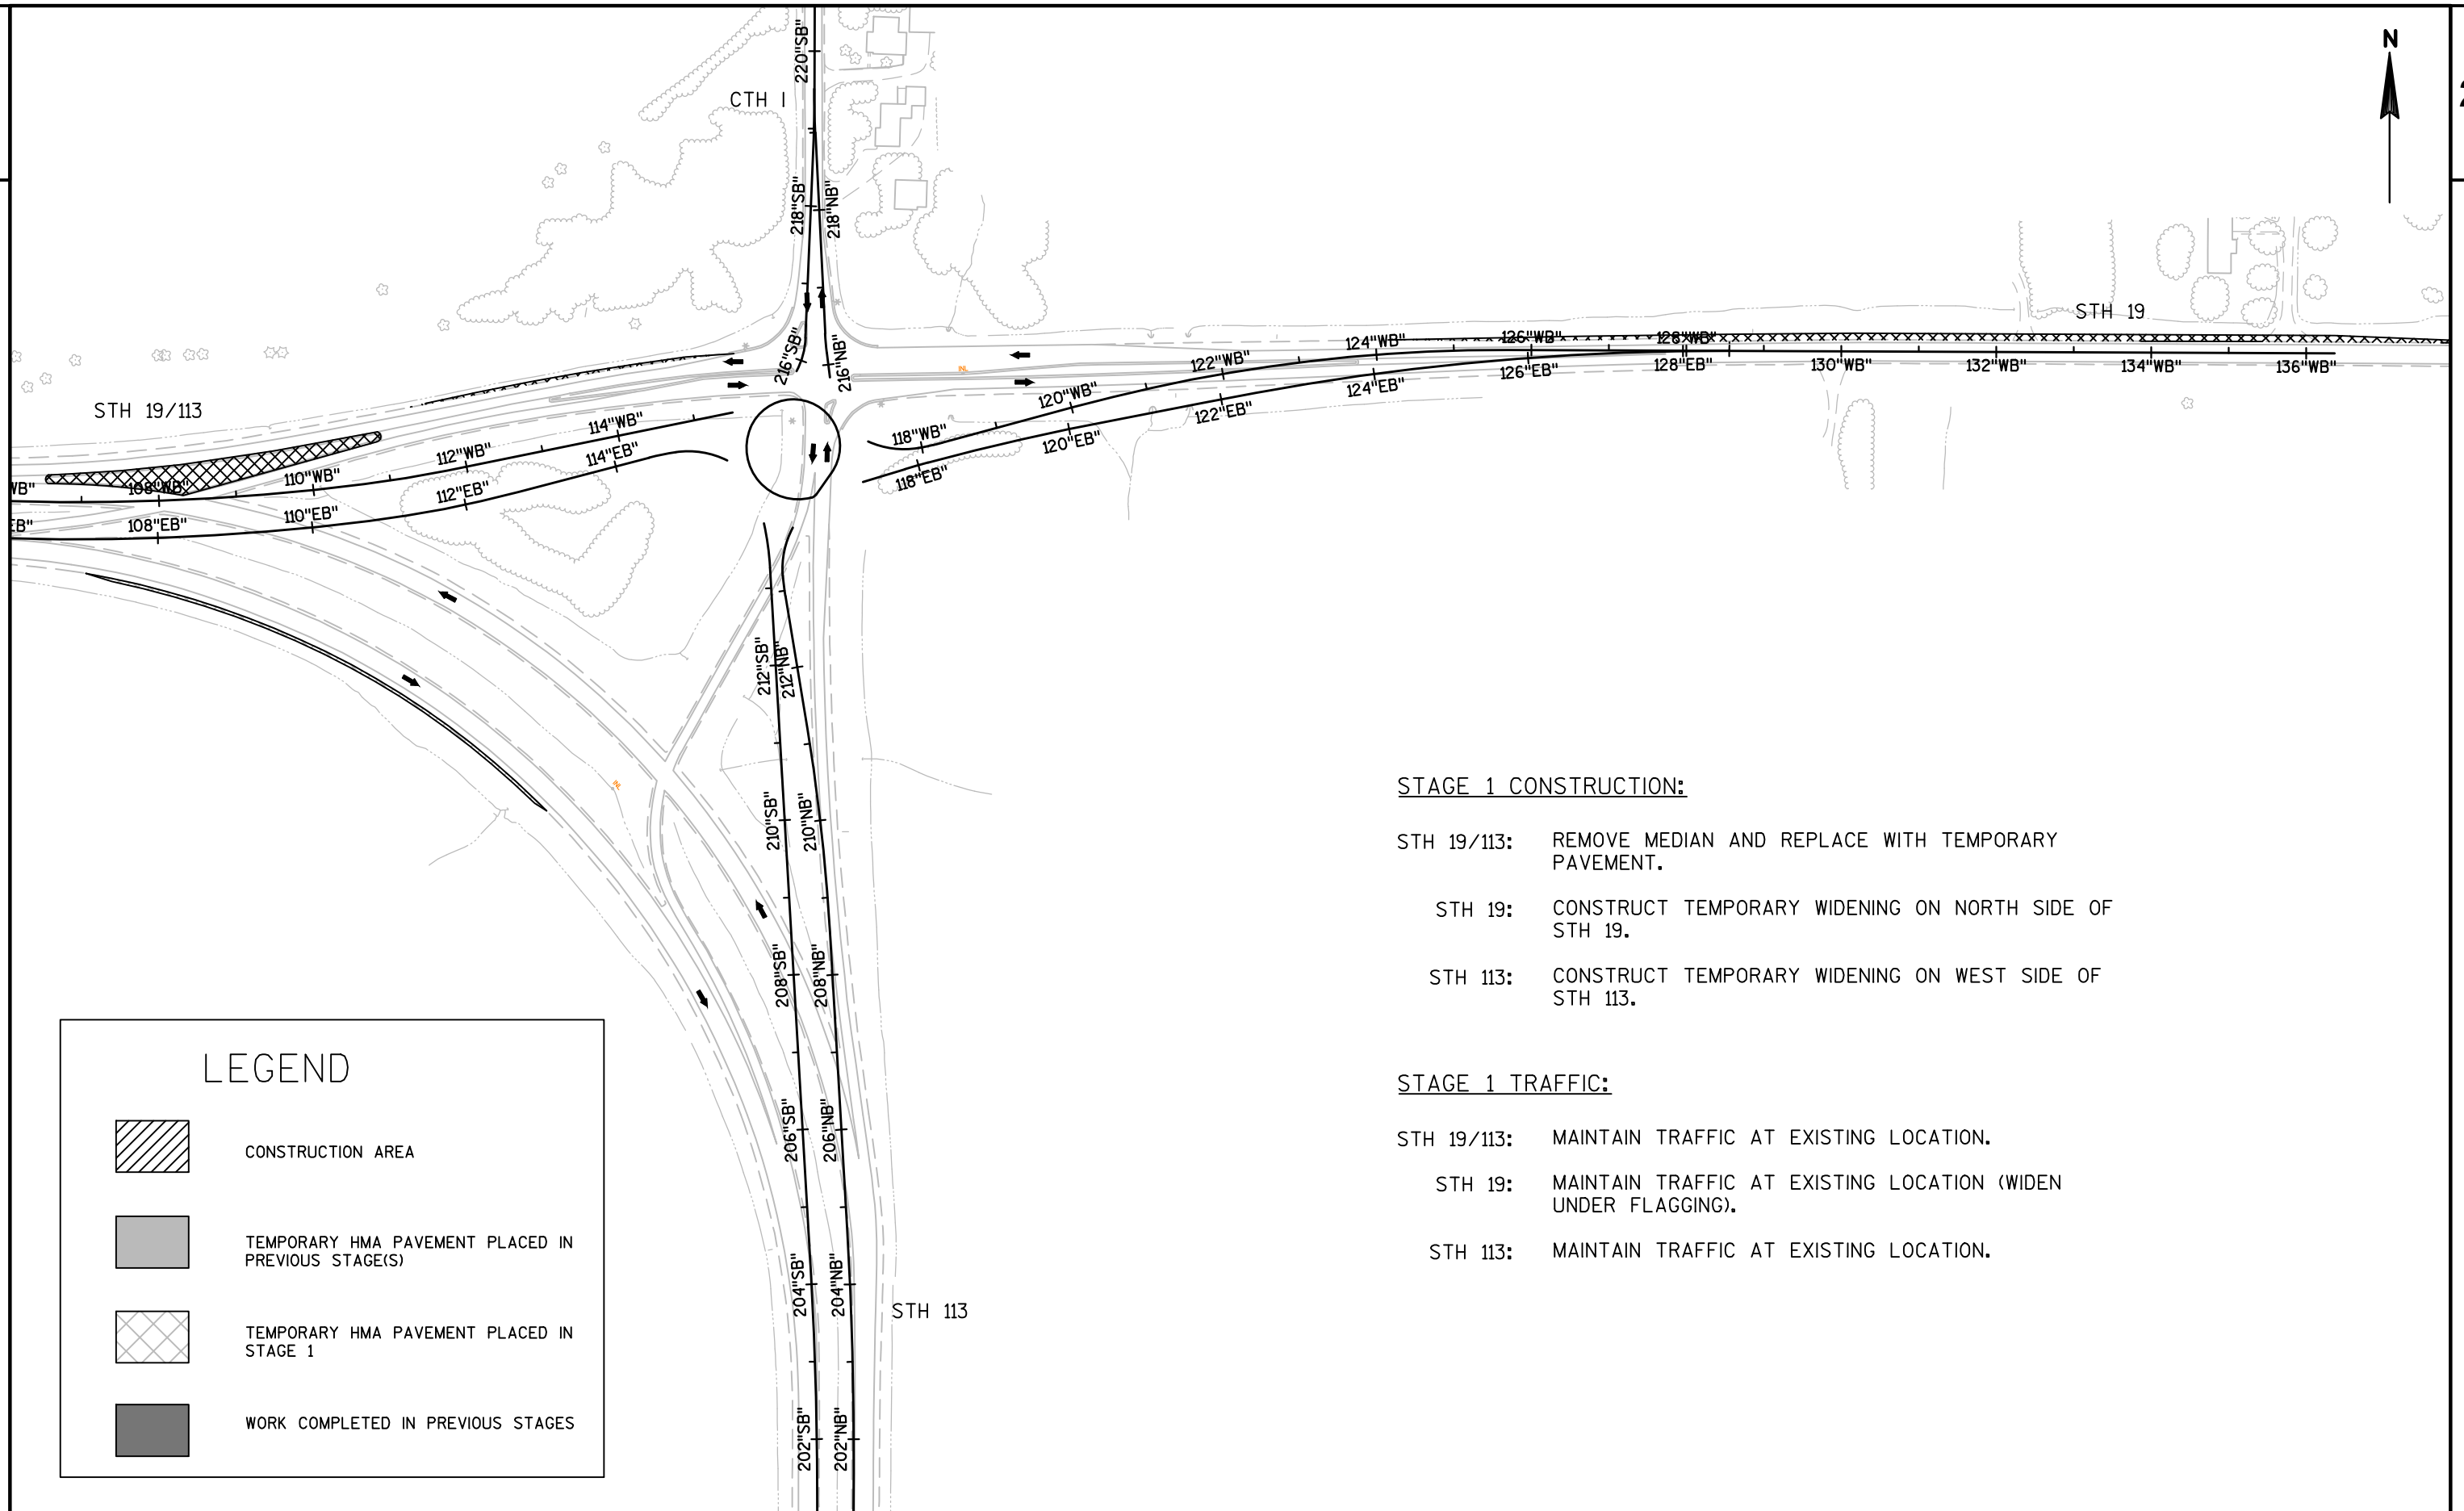 N
2
220"SB"
CTH I
218"SB"
218"NB"
216"SB"
216"NB"
STH 19
STH 19/113
124"WB"
126"WB"
128"WB"
122"WB"
120"WB"
118"WB"
124"EB"
126"EB"
128"EB"
130"WB"
132"WB"
134"WB"
136"WB"
122"EB"
120"EB"
118"EB"
114"WB"
112"WB"
110"WB"
108"WB"
WB"
114"EB"
112"EB"
110"EB"
108"EB"
EB"
INL
INL
212"SB"
212"NB"
210"SB"
210"NB"
208"SB"
208"NB"
206"SB"
206"NB"
204"SB"
204"NB"
STH 113
202"SB"
202"NB"
STAGE 1 CONSTRUCTION:
STH 19/113: REMOVE MEDIAN AND REPLACE WITH TEMPORARY
PAVEMENT.
STH 19: CONSTRUCT TEMPORARY WIDENING ON NORTH SIDE OF
STH 19.
STH 113: CONSTRUCT TEMPORARY WIDENING ON WEST SIDE OF
STH 113.
STAGE 1 TRAFFIC:
STH 19/113: MAINTAIN TRAFFIC AT EXISTING LOCATION.
STH 19: MAINTAIN TRAFFIC AT EXISTING LOCATION (WIDEN
UNDER FLAGGING).
STH 113: MAINTAIN TRAFFIC AT EXISTING LOCATION.
LEGEND
CONSTRUCTION AREA
TEMPORARY HMA PAVEMENT PLACED IN
PREVIOUS STAGE(S)
TEMPORARY HMA PAVEMENT PLACED IN
STAGE 1
WORK COMPLETED IN PREVIOUS STAGES